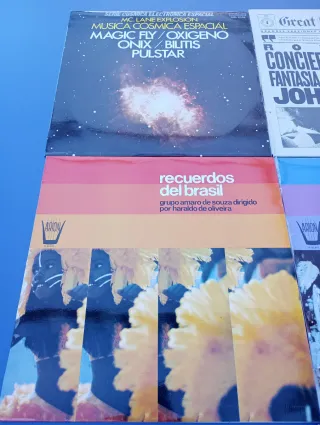 MC LANE EXPLOSION
MUSICA COSMICA ESPACIAL
MAGIC FLY / OXIGENO
ONIX / BILITIS
PULSTAR
Great
CONCIER
FANTASIA
JOH
recuerdos
del brasil
grupo amaro de souza dirigido
por haraldo de oliveira
ARION